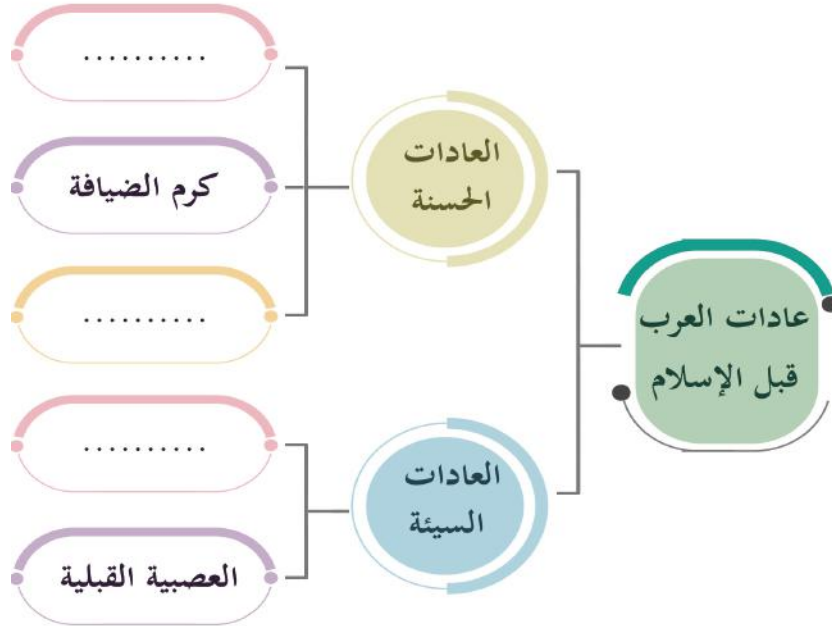 عادات العرب
قبل الإسلام
العادات
الحسنة
..........
كرم الضيافة
..........
العادات
السيئة
..........
العصبية القبلية